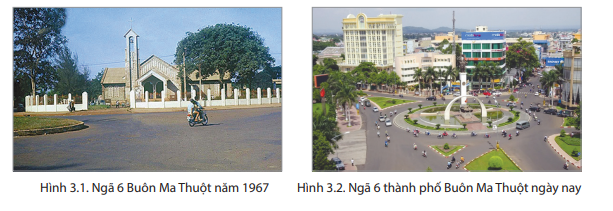 Hình 3.1. Ngã 6 Buôn Ma Thuột năm 1967
Hình 3.2. Ngã 6 thành phố Buôn Ma Thuột ngày nay